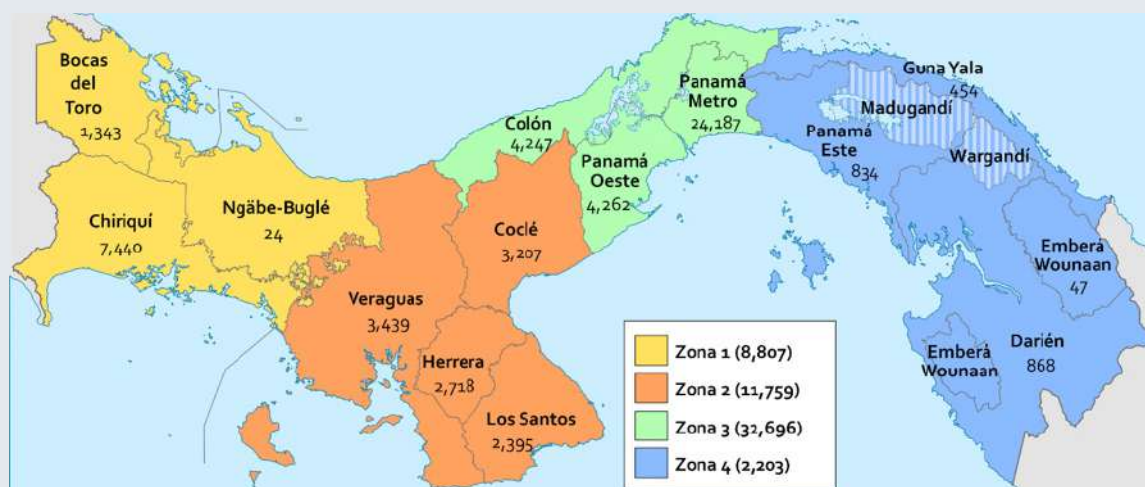 Bocas
del
Toro
1,343
Chiriquí
7,440
Ngäbe-Buglé
24
Veraguas
3,439
Herrera
2,718
Los Santos
2,395
Coclé
3,207
Colón
4,247
Panamá
Oeste
4,262
Panamá
Metro
24,187
Guna Yala
454
Madugandí
Panamá
Este
834
Wargandí
Emberá
Wounaan
47
Darién
868
Emberá
Wounaan
Zona 1 (8,807)
Zona 2 (11,759)
Zona 3 (32,696)
Zona 4 (2,203)